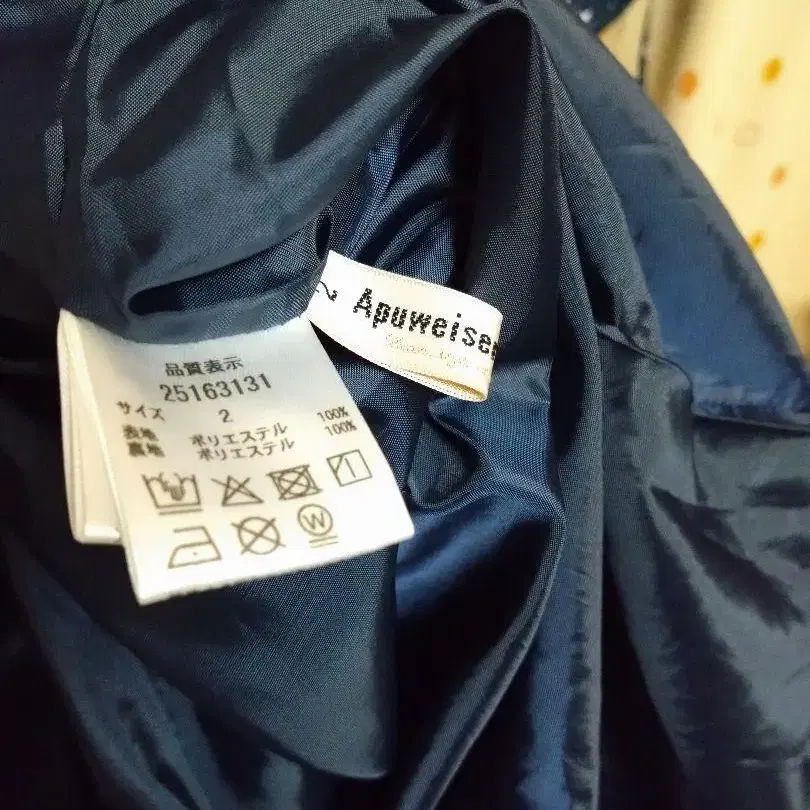 2 Apuweiser
品質表示
25163131
サイズ 2
表地 ポリエステル 100%
裏地 ポリエステル 100%
W